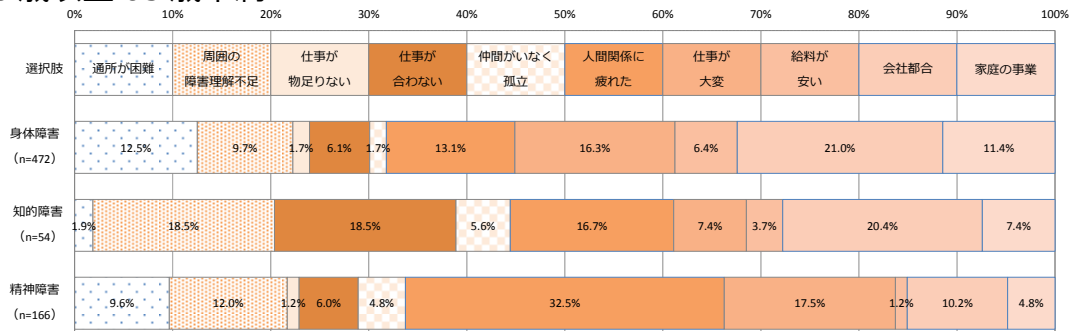 0% 10% 20% 30% 40% 50% 60% 70% 80% 90% 100%
選択肢 通所が困難 周囲の障害理解不足 仕事が物足りない 仕事が合わない 仲間がいなく孤立 人間関係に疲れた 仕事が大変 給料が安い 会社都合 家庭の事業
身体障害
(n=472)
12.5% 9.7% 1.7% 6.1% 1.7% 13.1% 16.3% 6.4% 21.0% 11.4%
知的障害
(n=54)
1.9% 18.5% 18.5% 5.6% 16.7% 7.4% 3.7% 20.4% 7.4%
精神障害
(n=166)
9.6% 12.0% 1.2% 6.0% 4.8% 32.5% 17.5% 1.2% 10.2% 4.8%